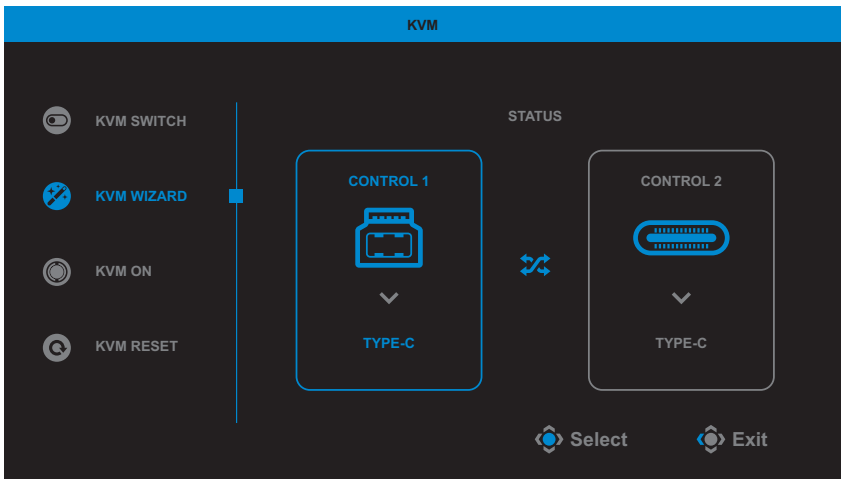 KVM
KVM SWITCH
STATUS
KVM WIZARD
CONTROL 1
CONTROL 2
KVM ON
KVM RESET
TYPE-C
TYPE-C
Select
Exit